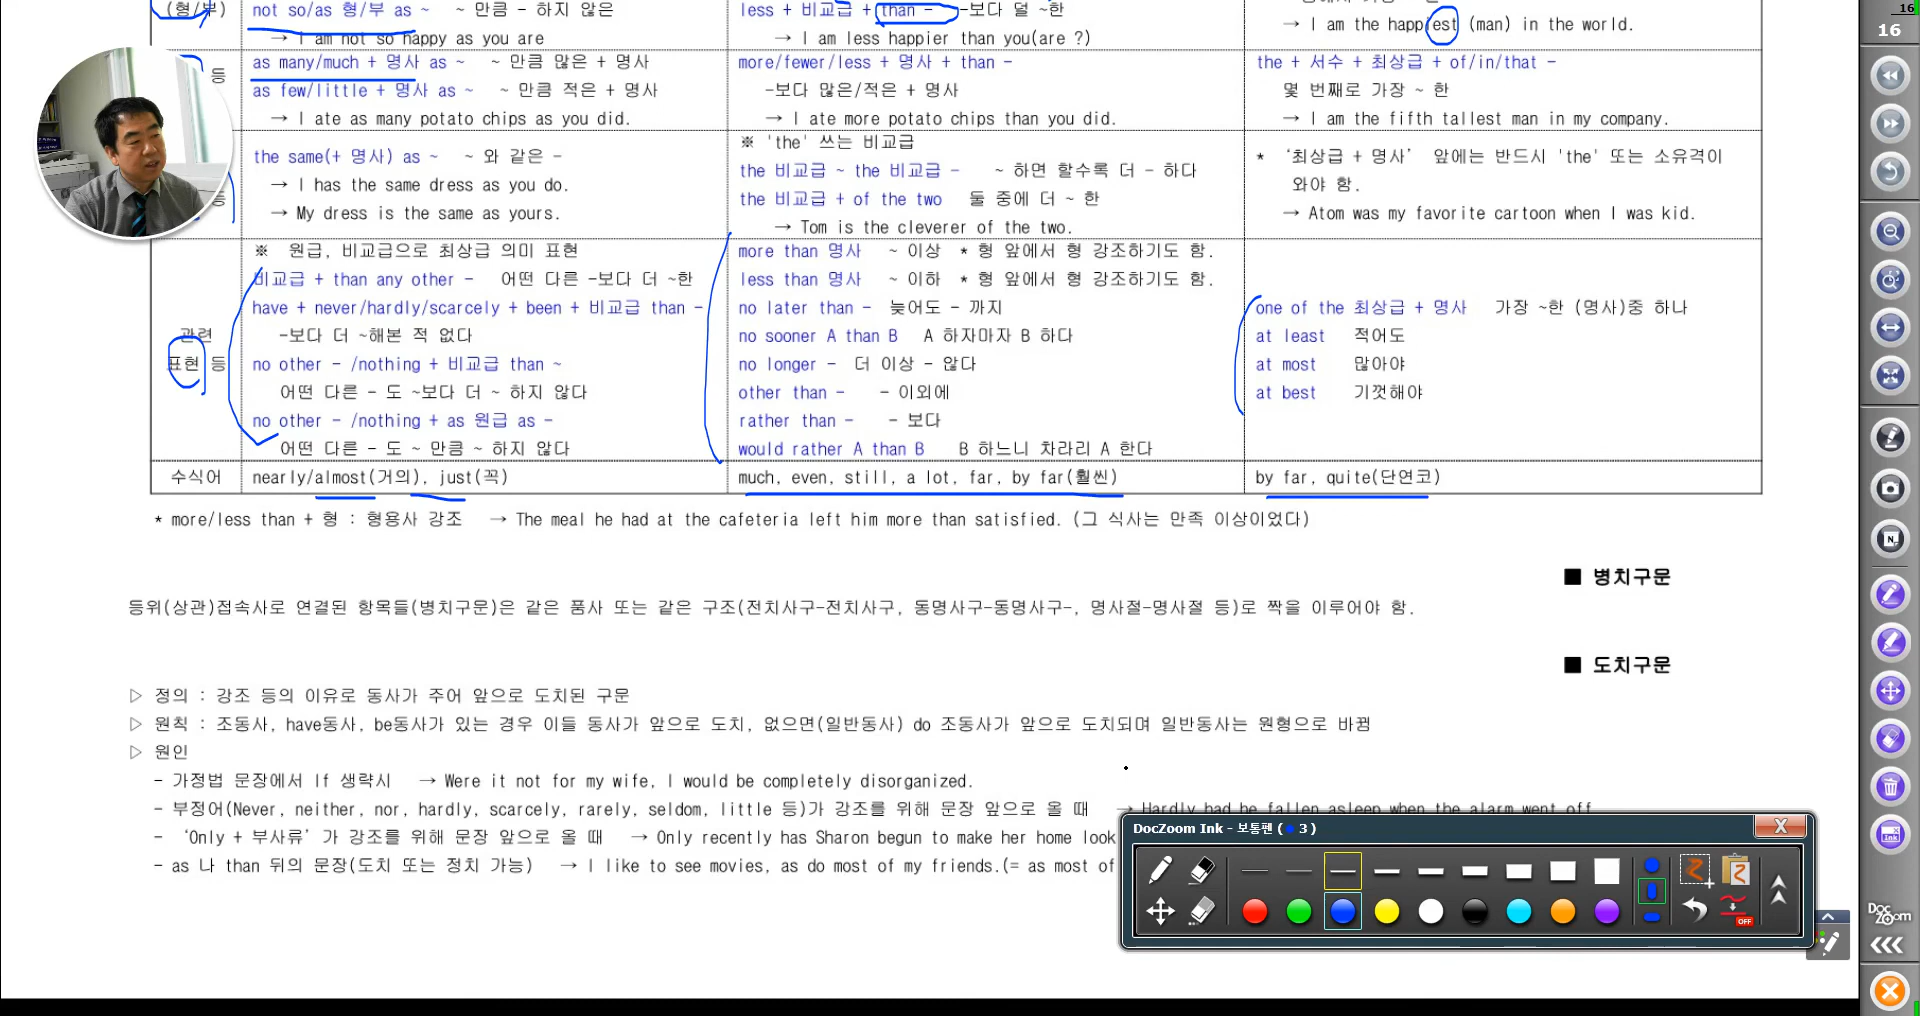 (형/부)
not so/as 형/부 as ~ ~ 만큼 - 하지 않은
→ I am not so happy as you are
less + 비교급 + than - -보다 덜 ~한
→ I am less happier than you(are ?)
→ I am the happiest (man) in the world.
등
as many/much + 명사 as ~ ~ 만큼 많은 + 명사
as few/little + 명사 as ~ ~ 만큼 적은 + 명사
→ I ate as many potato chips as you did.
more/fewer/less + 명사 + than -
-보다 많은/적은 + 명사
→ I ate more potato chips than you did.
the + 서수 + 최상급 + of/in/that -
몇 번째로 가장 ~ 한
→ I am the fifth tallest man in my company.
등
the same(+ 명사) as ~ ~ 와 같은 -
→ I has the same dress as you do.
→ My dress is the same as yours.
※ 'the' 쓰는 비교급
the 비교급 ~ the 비교급 - ~ 하면 할수록 더 - 하다
the 비교급 + of the two 둘 중에 더 ~ 한
→ Tom is the cleverer of the two.
* ‘최상급 + 명사’ 앞에는 반드시 'the' 또는 소유격이
와야 함.
→ Atom was my favorite cartoon when I was kid.
관련
표현 등
※ 원급, 비교급으로 최상급 의미 표현
비교급 + than any other - 어떤 다른 -보다 더 ~한
have + never/hardly/scarcely + been + 비교급 than -
-보다 더 ~해본 적 없다
no other - /nothing + 비교급 than ~
어떤 다른 - 도 ~보다 더 ~ 하지 않다
no other - /nothing + as 원급 as -
어떤 다른 - 도 ~ 만큼 ~ 하지 않다
more than 명사 ~ 이상 * 형 앞에서 형 강조하기도 함.
less than 명사 ~ 이하 * 형 앞에서 형 강조하기도 함.
no later than - 늦어도 - 까지
no sooner A than B A 하자마자 B 하다
no longer - 더 이상 - 않다
other than - - 이외에
rather than - - 보다
would rather A than B B 하느니 차라리 A 한다
one of the 최상급 + 명사 가장 ~한 (명사)중 하나
at least 적어도
at most 많아야
at best 기껏해야
수식어
nearly/almost(거의), just(꼭)
much, even, still, a lot, far, by far(훨씬)
by far, quite(단연코)
* more/less than + 형 : 형용사 강조 → The meal he had at the cafeteria left him more than satisfied. (그 식사는 만족 이상이었다)
■ 병치구문
등위(상관)접속사로 연결된 항목들(병치구문)은 같은 품사 또는 같은 구조(전치사구-전치사구, 동명사구-동명사구-, 명사절-명사절 등)로 짝을 이루어야 함.
■ 도치구문
▷ 정의 : 강조 등의 이유로 동사가 주어 앞으로 도치된 구문
▷ 원칙 : 조동사, have동사, be동사가 있는 경우 이들 동사가 앞으로 도치, 없으면(일반동사) do 조동사가 앞으로 도치되며 일반동사는 원형으로 바뀜
▷ 원인
- 가정법 문장에서 If 생략시 → Were it not for my wife, I would be completely disorganized.
- 부정어(Never, neither, nor, hardly, scarcely, rarely, seldom, little 등)가 강조를 위해 문장 앞으로 올 때 → Hardly had he fallen asleep when the alarm went off
- ‘Only + 부사류’가 강조를 위해 문장 앞으로 올 때 → Only recently has Sharon begun to make her home look
- as 나 than 뒤의 문장(도치 또는 정치 가능) → I like to see movies, as do most of my friends.(= as most of
DocZoom Ink - 보통펜 ( 3 )
X
OFF
16
16
N
Ink
Doc
Zoom